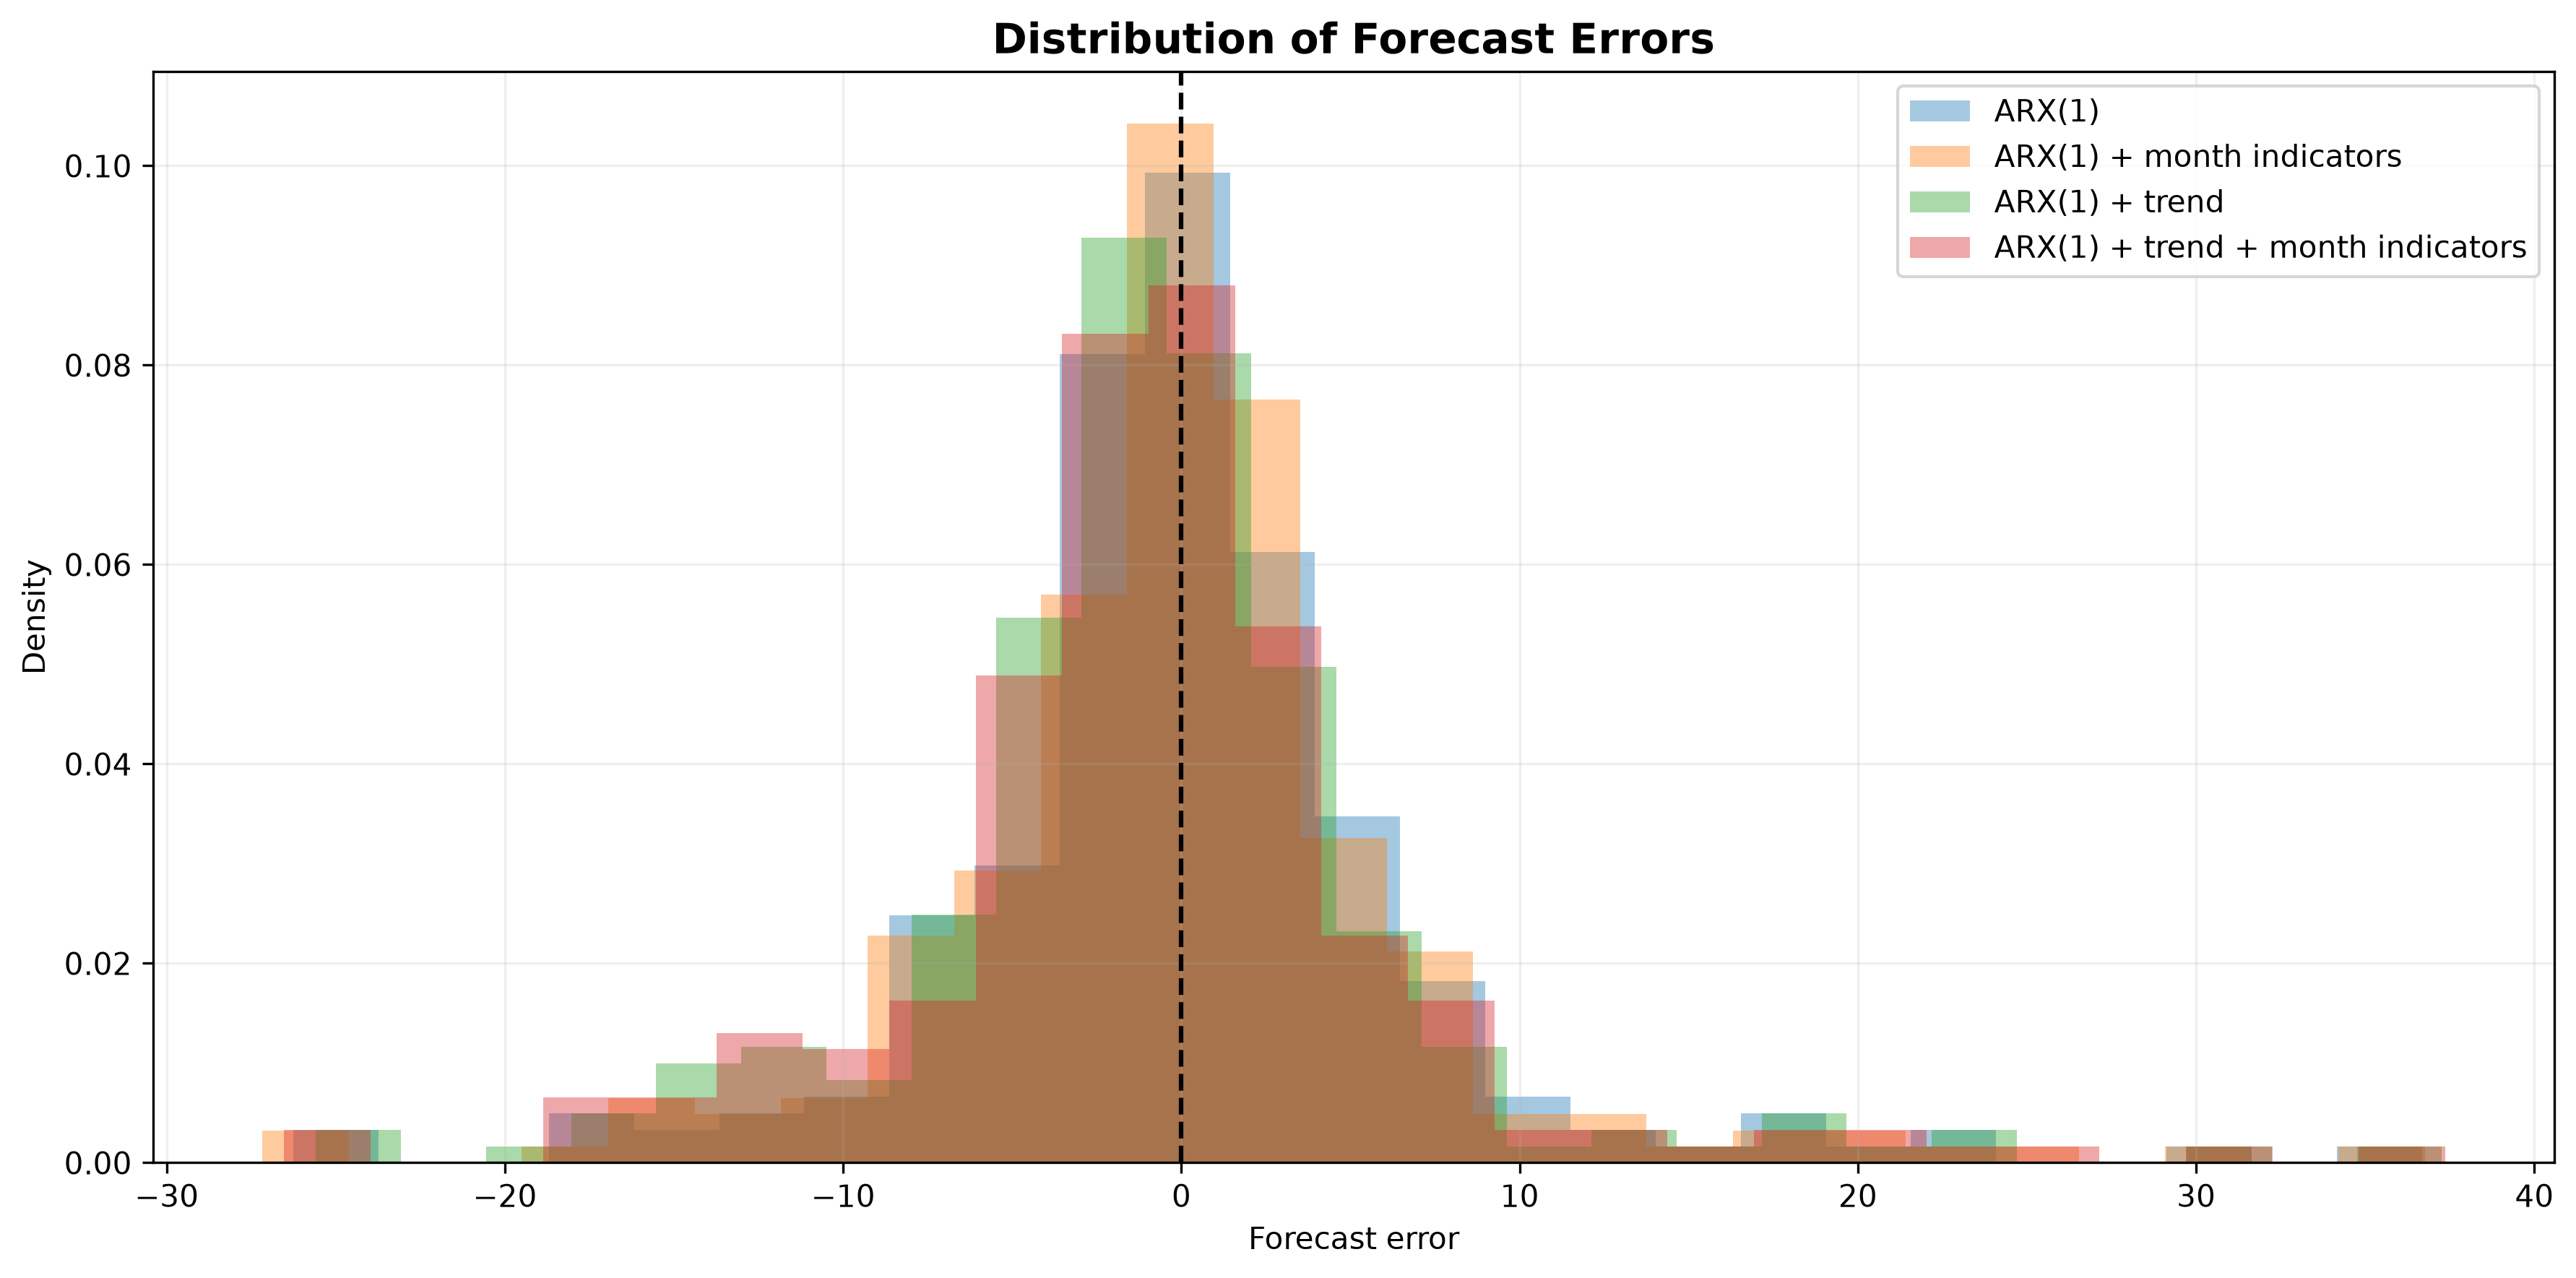 Distribution of Forecast Errors
ARX(1)
ARX(1) + month indicators
ARX(1) + trend
ARX(1) + trend + month indicators
0.10
0.08
0.06
0.04
0.02
0.00
Density
−30
−20
−10
0
10
20
30
40
Forecast error